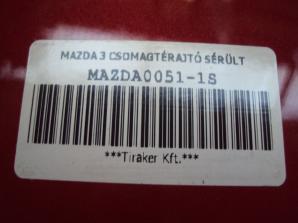 MAZDA 3 CSOMAGTÉRAJTÓ SÉRÜLT
MAZDA0051-1S
***Tiraker Kft.***